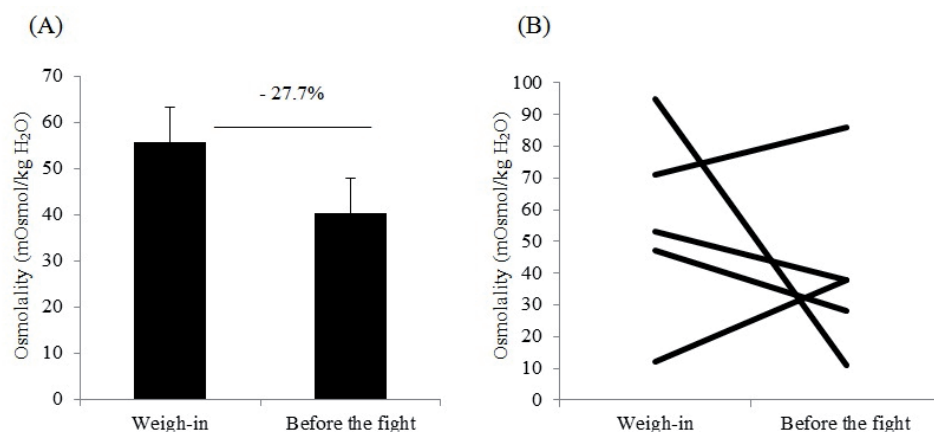 (A)
Osmolality (mOsmol/kg H₂O)
70
60
50
40
30
20
10
0
- 27.7%
Weigh-in
Before the fight
(B)
Osmolality (mOsmol/kg H₂O)
100
90
80
70
60
50
40
30
20
10
0
Weigh-in
Before the fight